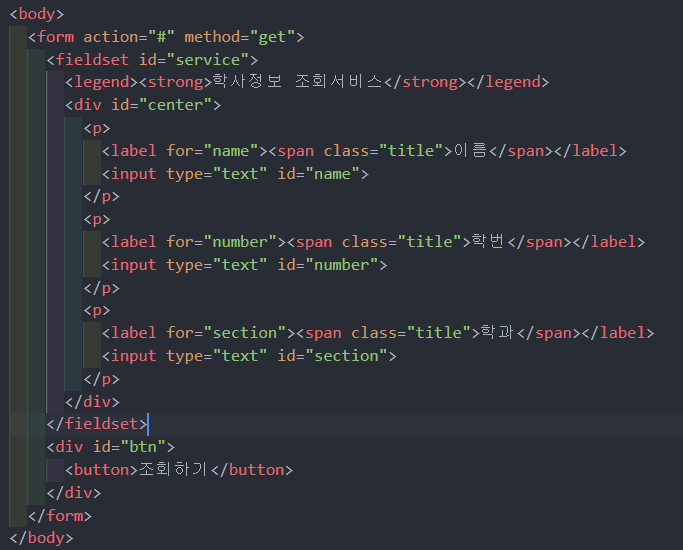 <body>
<form action="#" method="get">
<fieldset id="service">
<legend><strong>학사정보 조회서비스</strong></legend>
<div id="center">
<p>
<label for="name"><span class="title">이름</span></label>
<input type="text" id="name">
</p>
<p>
<label for="number"><span class="title">학번</span></label>
<input type="text" id="number">
</p>
<p>
<label for="section"><span class="title">학과</span></label>
<input type="text" id="section">
</p>
</div>
</fieldset>
<div id="btn">
<button>조회하기</button>
</div>
</form>
</body>